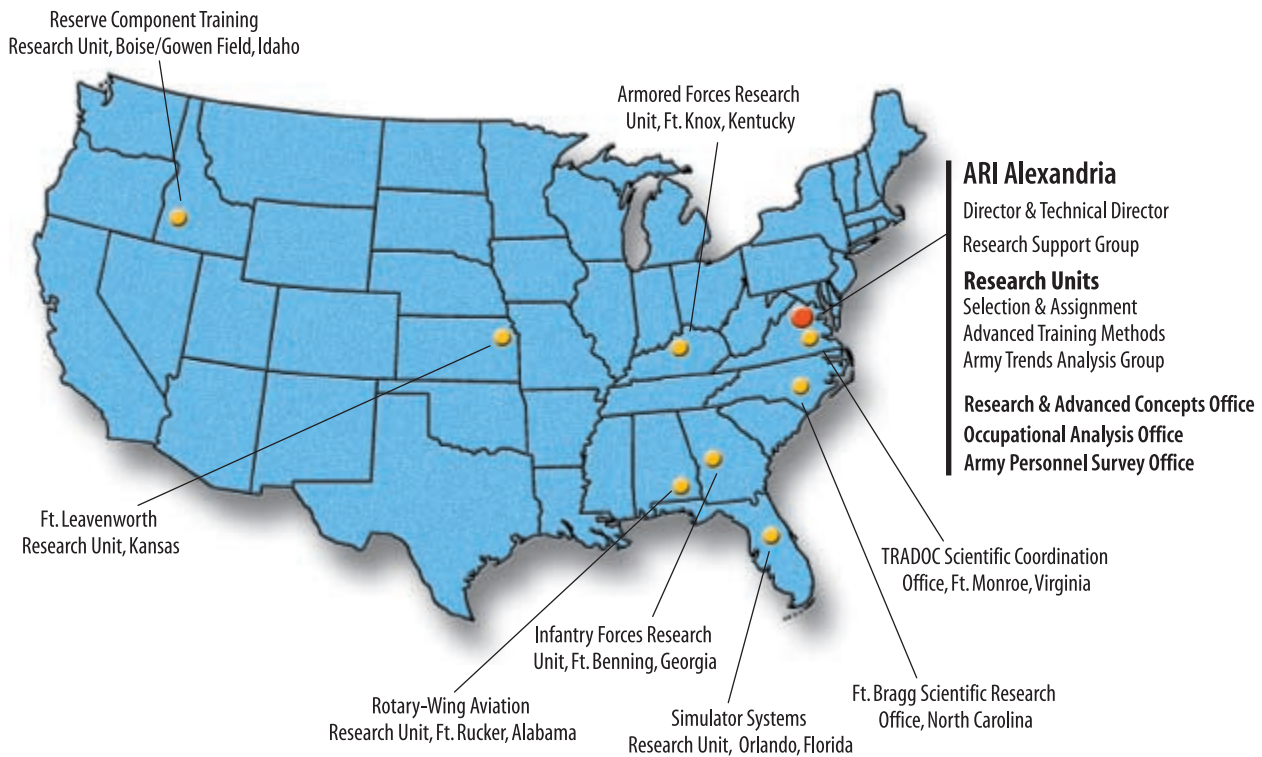 Reserve Component Training
Research Unit, Boise/Gowen Field, Idaho
Armored Forces Research
Unit, Ft. Knox, Kentucky
ARI Alexandria
Director & Technical Director
Research Support Group
Research Units
Selection & Assignment
Advanced Training Methods
Army Trends Analysis Group
Research & Advanced Concepts Office
Occupational Analysis Office
Army Personnel Survey Office
Ft. Leavenworth
Research Unit, Kansas
TRADOC Scientific Coordination
Office, Ft. Monroe, Virginia
Infantry Forces Research
Unit, Ft. Benning, Georgia
Ft. Bragg Scientific Research
Office, North Carolina
Rotary-Wing Aviation
Research Unit, Ft. Rucker, Alabama
Simulator Systems
Research Unit, Orlando, Florida